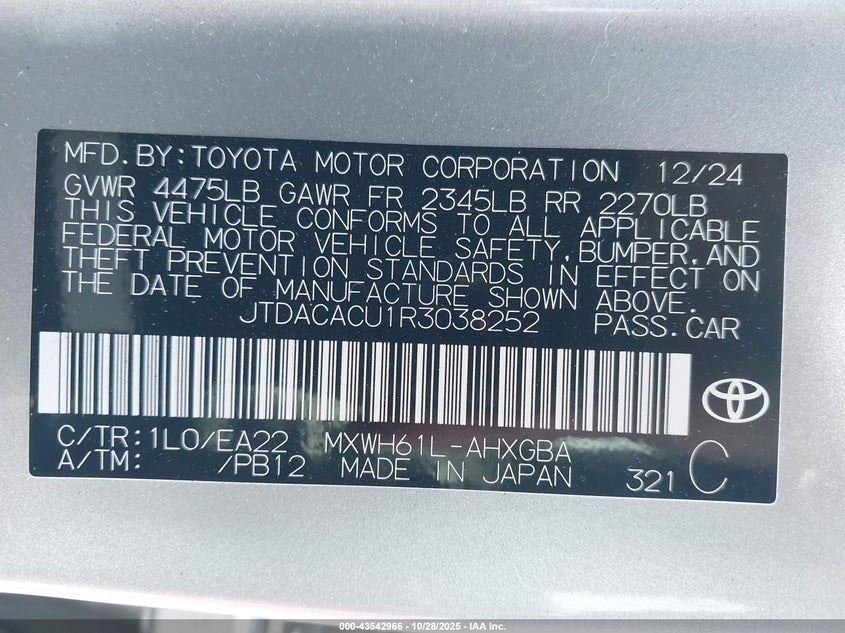 MFD.BY:TOYOTA MOTOR CORPORATION 12/24
GVWR 4475LB GAWR FR 2345LB RR 2270LB
THIS VEHICLE CONFORMS TO ALL APPLICABLE
FEDERAL MOTOR VEHICLE SAFETY,BUMPER,AND
THEFT PREVENTION STANDARDS IN EFFECT ON
THE DATE OF MANUFACTURE SHOWN ABOVE.
JTDACACU1R3038252 PASS.CAR
C/TR:1L0/EA22 MXWH61L-AHXGBA
A/TM: /PB12 MADE IN JAPAN 321 C
000-43542966 | 10/28/2025 - IAA Inc.